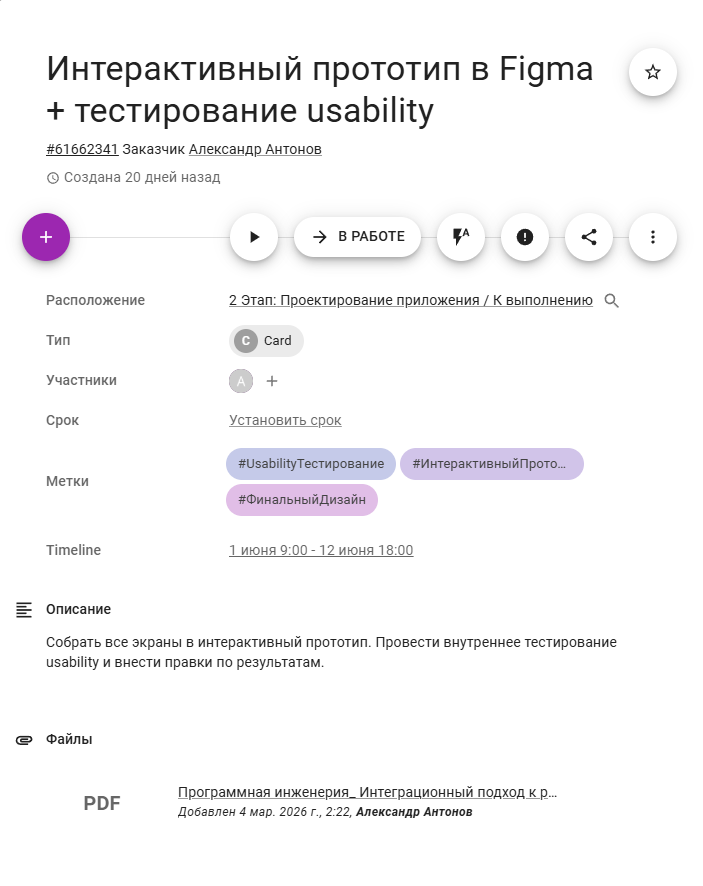 Интерактивный прототип в Figma
+ тестирование usability
#61662341 Заказчик Александр Антонов
Создана 20 дней назад
В РАБОТЕ
A
Расположение 2 Этап: Проектирование приложения / К выполнению
Тип C Card
Участники A
Срок Установить срок
#UsabilityТестирование #ИнтерактивныйПрото...
Метки
#ФинальныйДизайн
Timeline 1 июня 9:00 - 12 июня 18:00
Описание
Собрать все экраны в интерактивный прототип. Провести внутреннее тестирование
usability и внести правки по результатам.
Файлы
PDF
Программная инженерия_ Интеграционный подход к р...
Добавлен 4 мар. 2026 г., 2:22, Александр Антонов